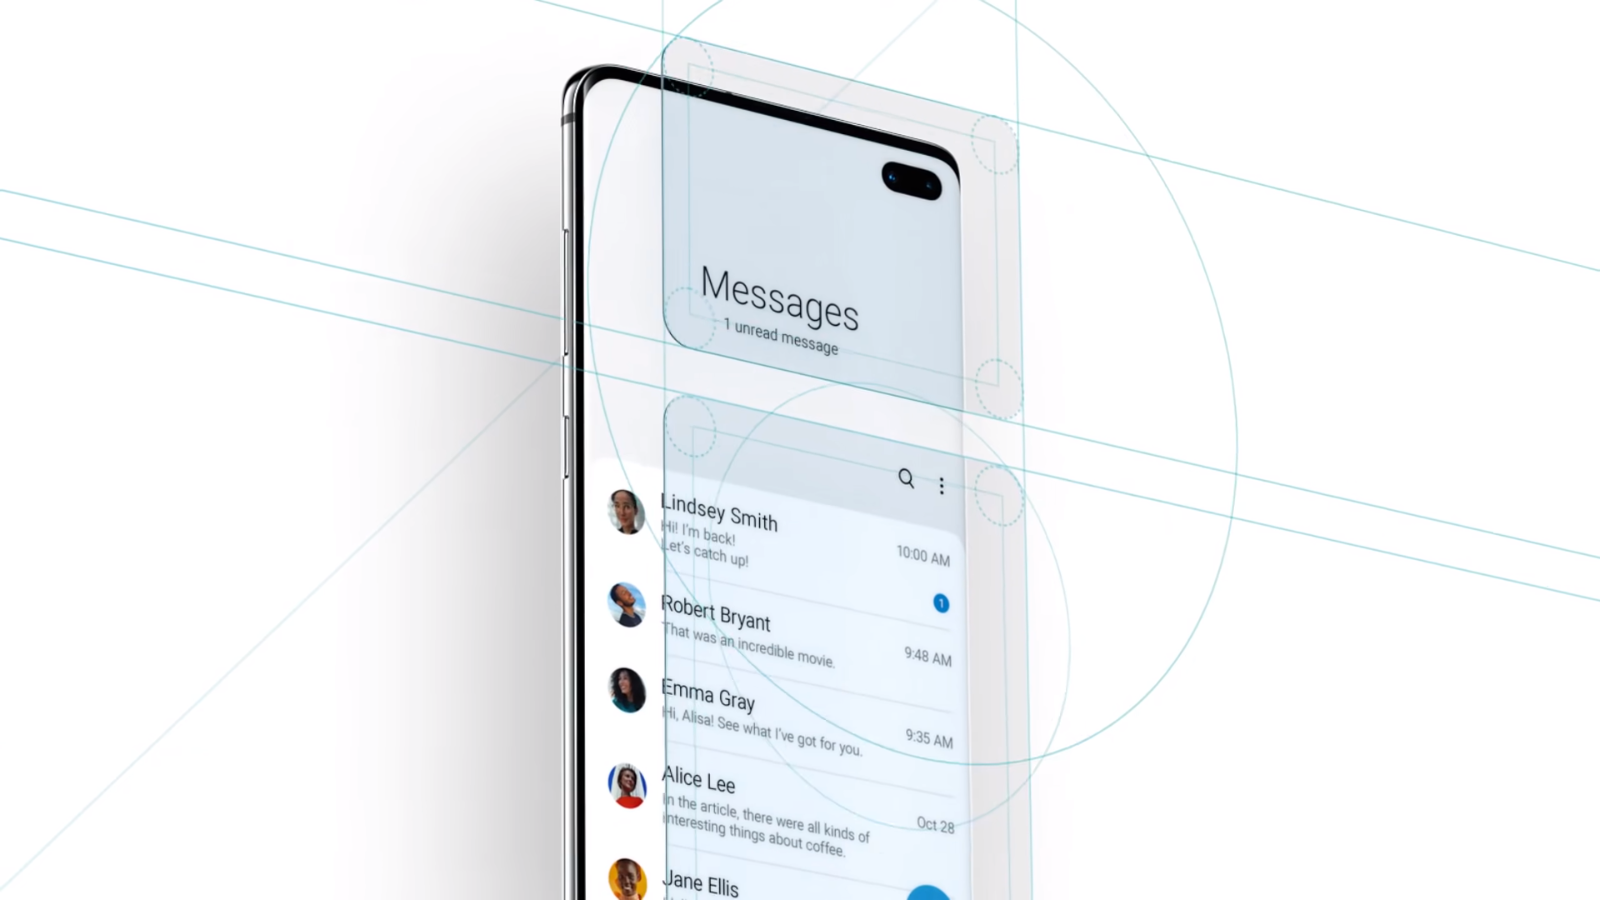 Messages
1 unread message
Lindsey Smith
Hi! I'm back!
Let's catch up!
10:00 AM
1
Robert Bryant
That was an incredible movie.
9:48 AM
Emma Gray
Hi, Alisa! See what I've got for you.
9:35 AM
Alice Lee
In the article, there were all kinds of
interesting things about coffee.
Oct 28
Jane Ellis